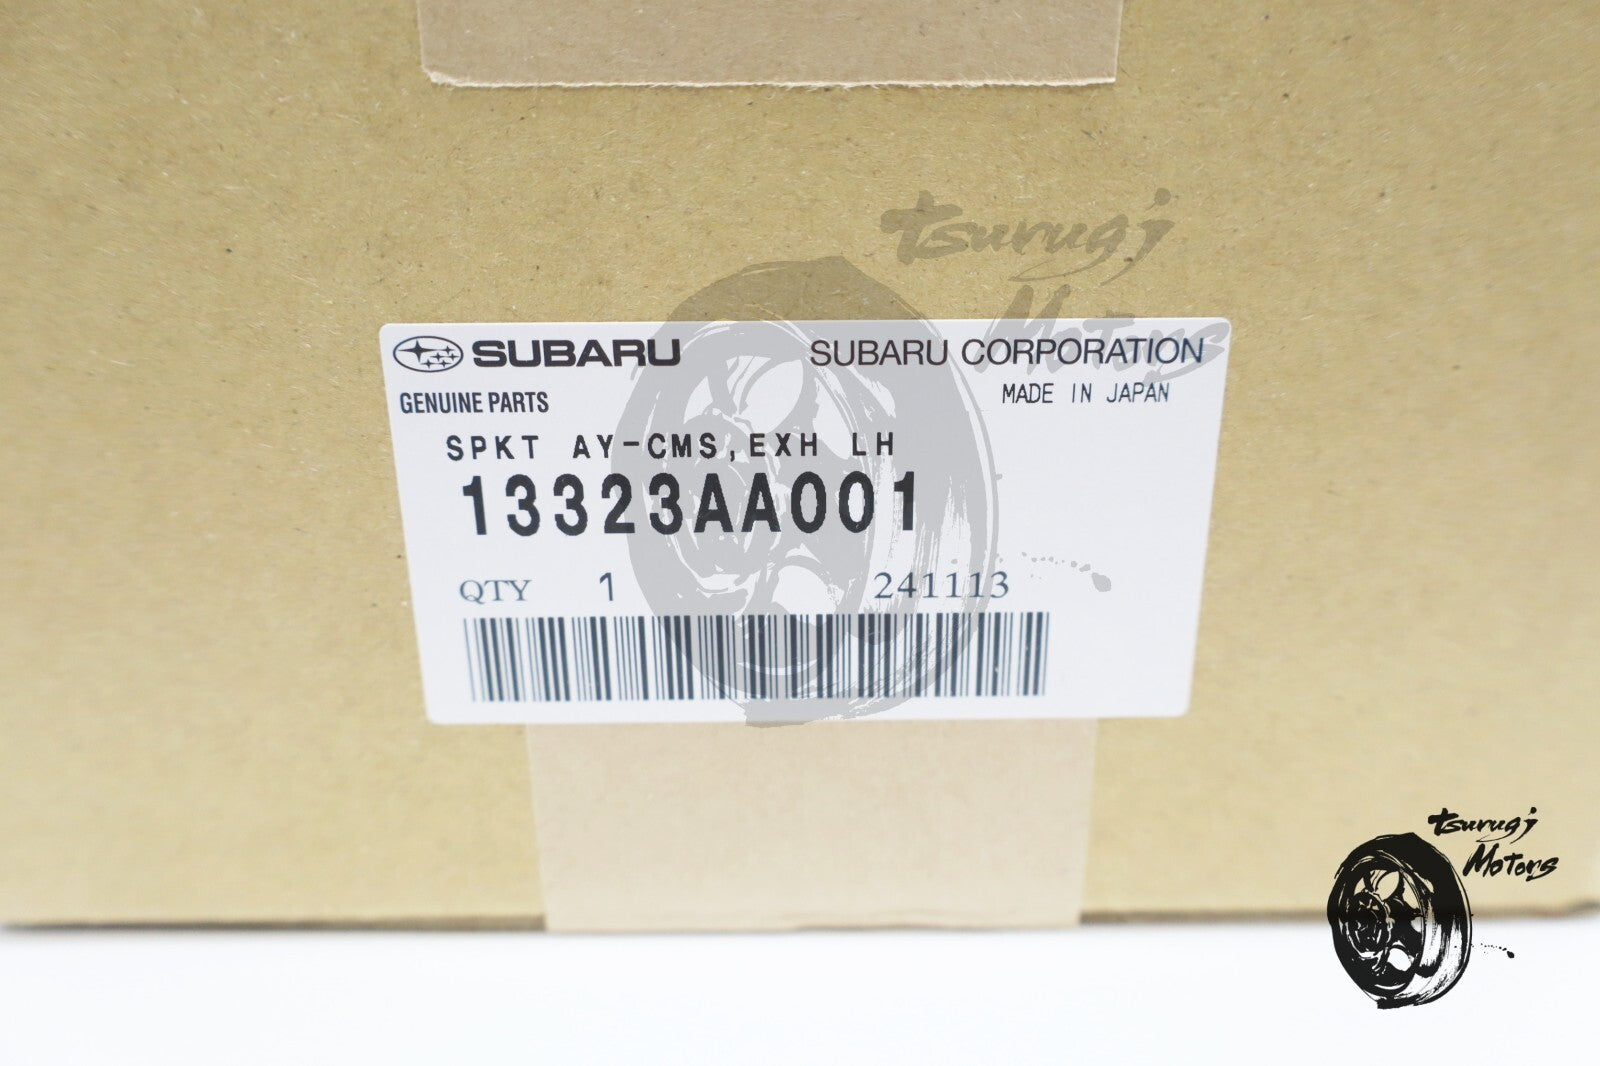 tsurugi
Motors
SUBARU
SUBARU CORPORATION
GENUINE PARTS
MADE IN JAPAN
SPKT AY-CMS,EXH LH
13323AA001
QTY 1 241113
tsurugi
Motors